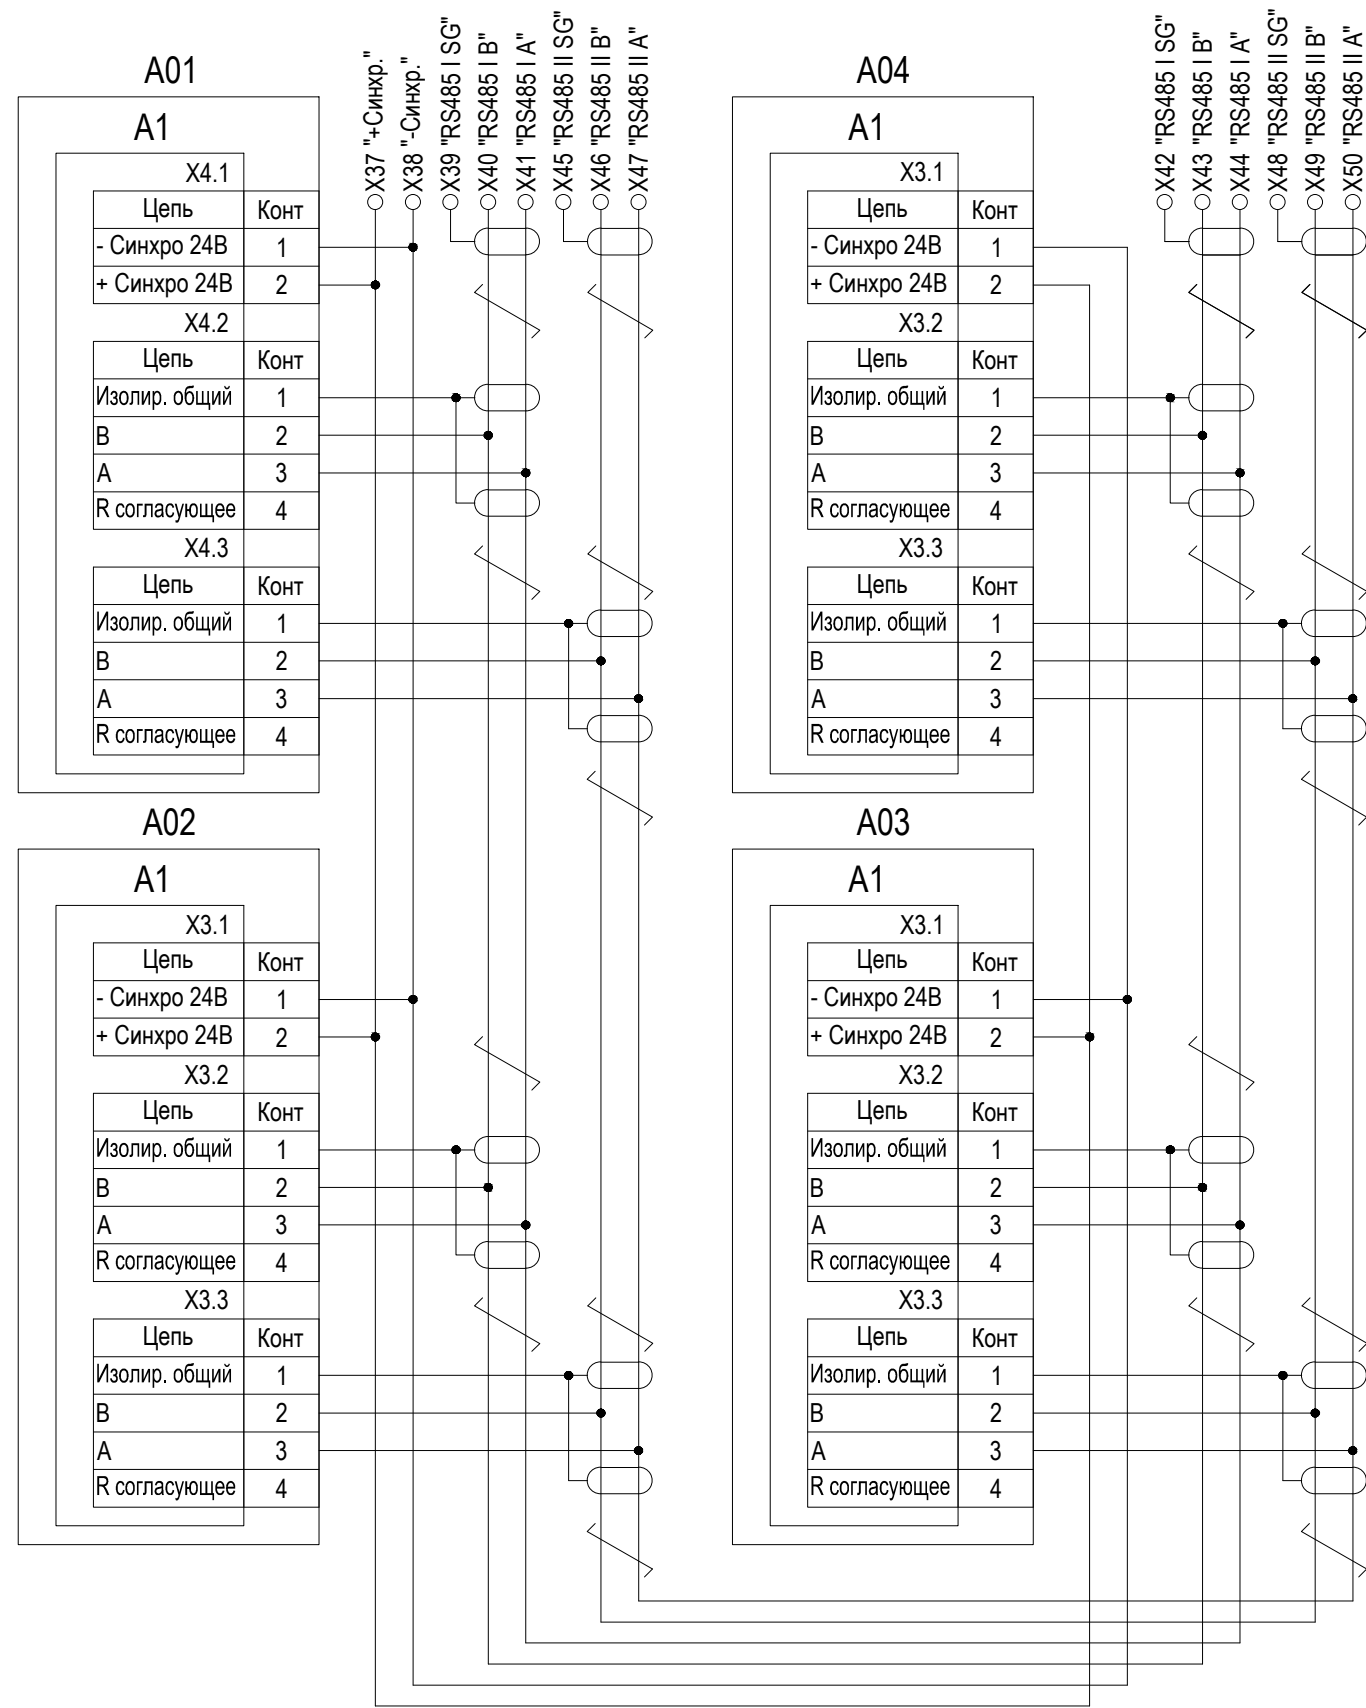 A01
A1
X4.1
Цепь Конт
- Синхро 24В 1
+ Синхро 24В 2
X4.2
Цепь Конт
Изолир. общий 1
B 2
A 3
R согласующее 4
X4.3
Цепь Конт
Изолир. общий 1
B 2
A 3
R согласующее 4
X37 "+Синхр."
X38 "-Синхр."
X39 "RS485 I SG"
X40 "RS485 I B"
X41 "RS485 I A"
X45 "RS485 II SG"
X46 "RS485 II B"
X47 "RS485 II A"
A04
A1
X3.1
Цепь Конт
- Синхро 24В 1
+ Синхро 24В 2
X3.2
Цепь Конт
Изолир. общий 1
B 2
A 3
R согласующее 4
X3.3
Цепь Конт
Изолир. общий 1
B 2
A 3
R согласующее 4
X42 "RS485 I SG"
X43 "RS485 I B"
X44 "RS485 I A"
X48 "RS485 II SG"
X49 "RS485 II B"
X50 "RS485 II A"
A02
A1
X3.1
Цепь Конт
- Синхро 24В 1
+ Синхро 24В 2
X3.2
Цепь Конт
Изолир. общий 1
B 2
A 3
R согласующее 4
X3.3
Цепь Конт
Изолир. общий 1
B 2
A 3
R согласующее 4
A03
A1
X3.1
Цепь Конт
- Синхро 24В 1
+ Синхро 24В 2
X3.2
Цепь Конт
Изолир. общий 1
B 2
A 3
R согласующее 4
X3.3
Цепь Конт
Изолир. общий 1
B 2
A 3
R согласующее 4